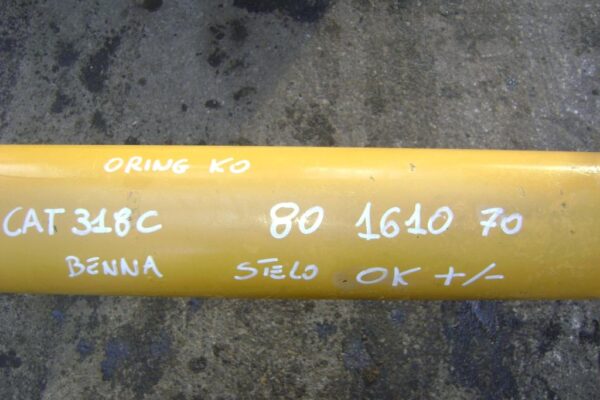 ORING KO
CAT 318C 80 1610 70
BENNA STELO OK +/-